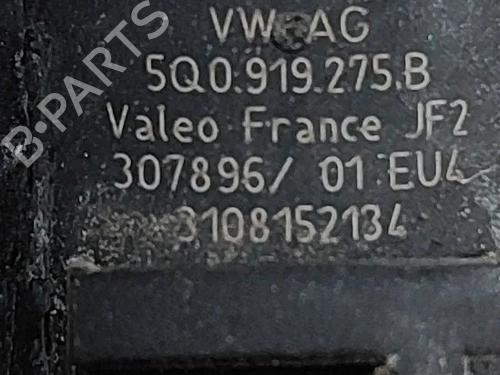 VW AG
5Q0.919.275.B
Valeo France JF2
307896/ 01 EU4
3108152134
B-PARTS